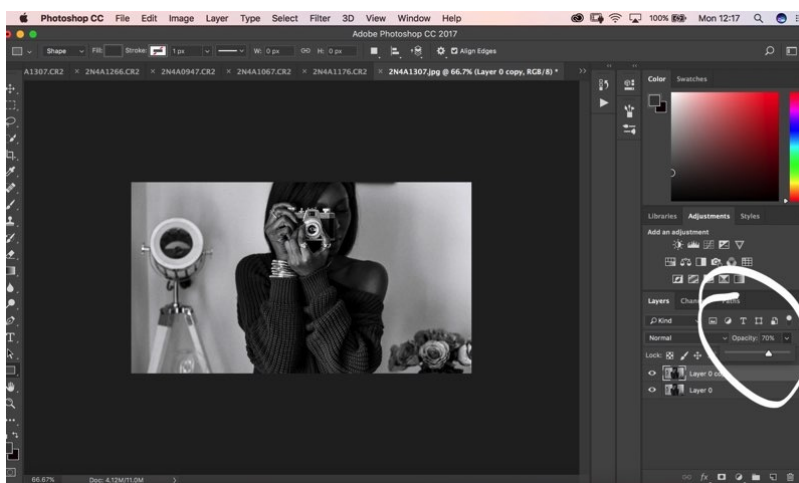 Photoshop CC File Edit Image Layer Type Select Filter 3D View Window Help 100% Mon 12:17
Adobe Photoshop CC 2017
Shape Fill: Stroke: 1 px W: 0 px H: 0 px Align Edges
A1307.CR2 × 2N4A1266.CR2 × 2N4A0947.CR2 × 2N4A1067.CR2 × 2N4A1176.CR2 × 2N4A1307.jpg @ 66.7% (Layer 0 copy, RGB/8) *
Color Swatches
Libraries Adjustments Styles
Add an adjustment
Layers Paths
Kind
Normal Opacity: 70%
Lock:
Layer 0
Layer 0
66.67% Doc: 4.12M/11.0M